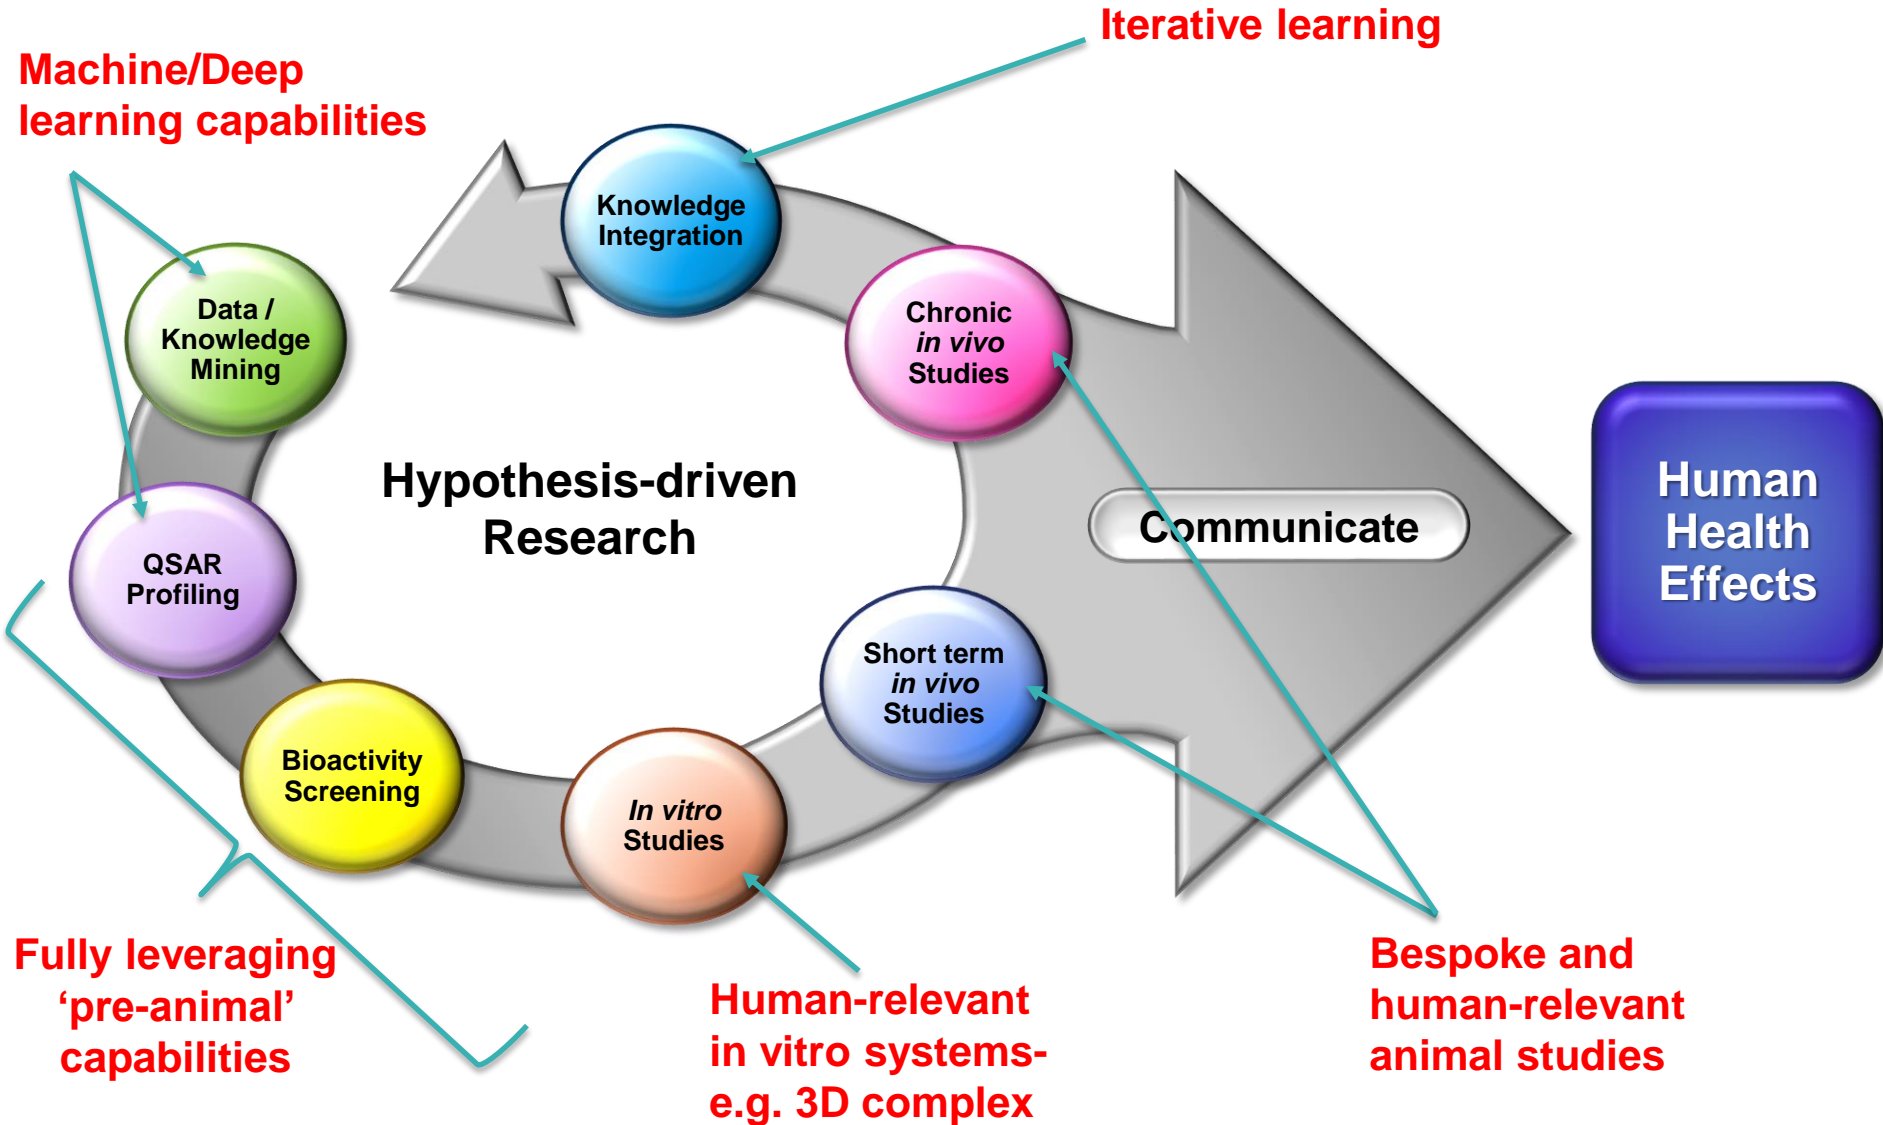 Iterative learning
Machine/Deep
learning capabilities
Knowledge
Integration
Data /
Knowledge
Mining
Chronic
in vivo
Studies
Hypothesis-driven
Research
Communicate
Human
Health
Effects
QSAR
Profiling
Short term
in vivo
Studies
Bioactivity
Screening
In vitro
Studies
Fully leveraging
‘pre-animal’
capabilities
Human-relevant
in vitro systems-
e.g. 3D complex
Bespoke and
human-relevant
animal studies